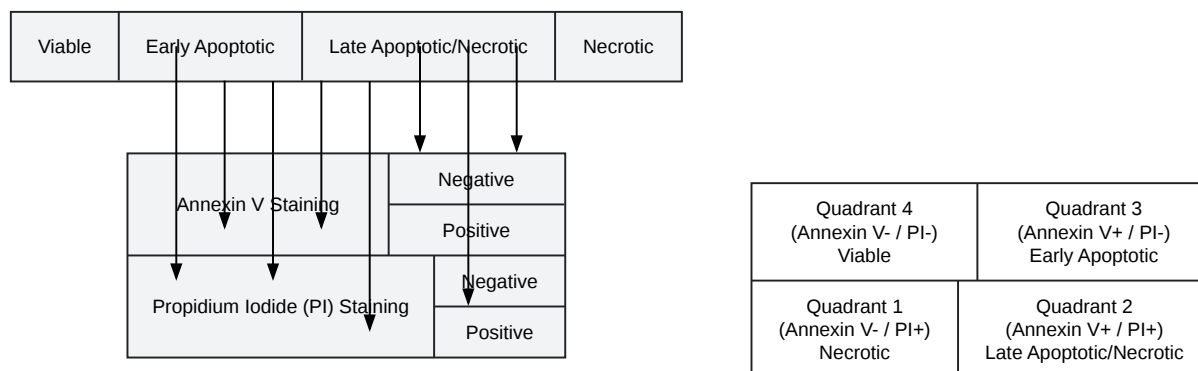 Viable
Early Apoptotic
Late Apoptotic/Necrotic
Necrotic
Annexin V Staining
Negative
Positive
Propidium Iodide (PI) Staining
Negative
Positive
Quadrant 4
(Annexin V- / PI-)
Viable
Quadrant 3
(Annexin V+ / PI-)
Early Apoptotic
Quadrant 1
(Annexin V- / PI+)
Necrotic
Quadrant 2
(Annexin V+ / PI+)
Late Apoptotic/Necrotic